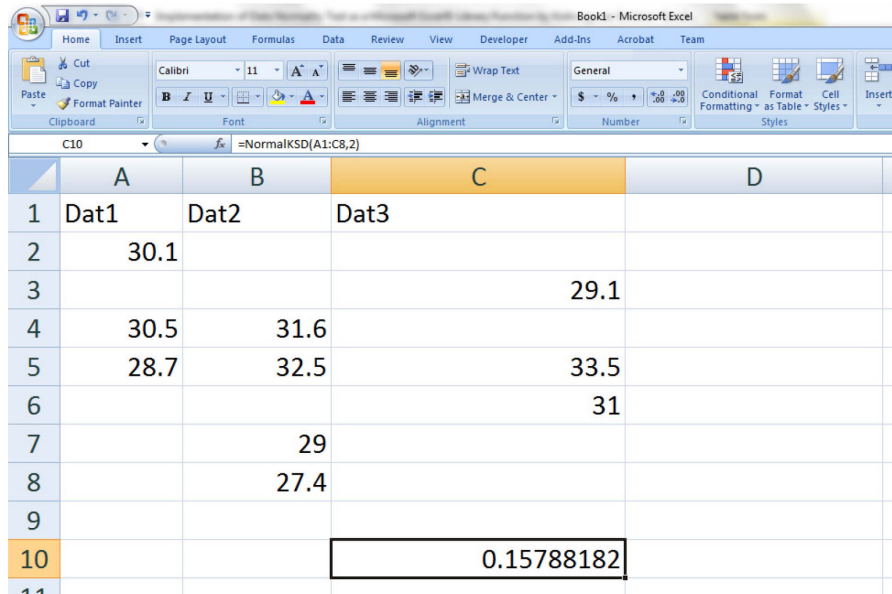 Book1 - Microsoft Excel
Home Insert Page Layout Formulas Data Review View Developer Add-Ins Acrobat Team
Paste
Cut
Copy
Format Painter
Clipboard
Calibri 11 A A
B I U A
Font
Wrap Text
Merge & Center
Alignment
General
$ % , .0 .00 .00 .0
Number
Conditional Formatting
Format as Table
Cell Styles
Styles
Insert
C10 fx =NormalKSD(A1:C8,2)
A B C D
1 Dat1 Dat2 Dat3
2 30.1
3 29.1
4 30.5 31.6
5 28.7 32.5 33.5
6 31
7 29
8 27.4
9
10 0.15788182